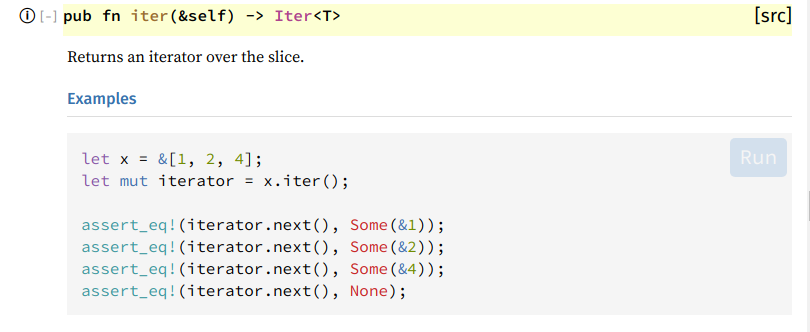 ⓘ [-] pub fn iter(&self) -> Iter<T> [src]
Returns an iterator over the slice.
Examples
Run
let x = &[1, 2, 4];
let mut iterator = x.iter();
assert_eq!(iterator.next(), Some(&1));
assert_eq!(iterator.next(), Some(&2));
assert_eq!(iterator.next(), Some(&4));
assert_eq!(iterator.next(), None);